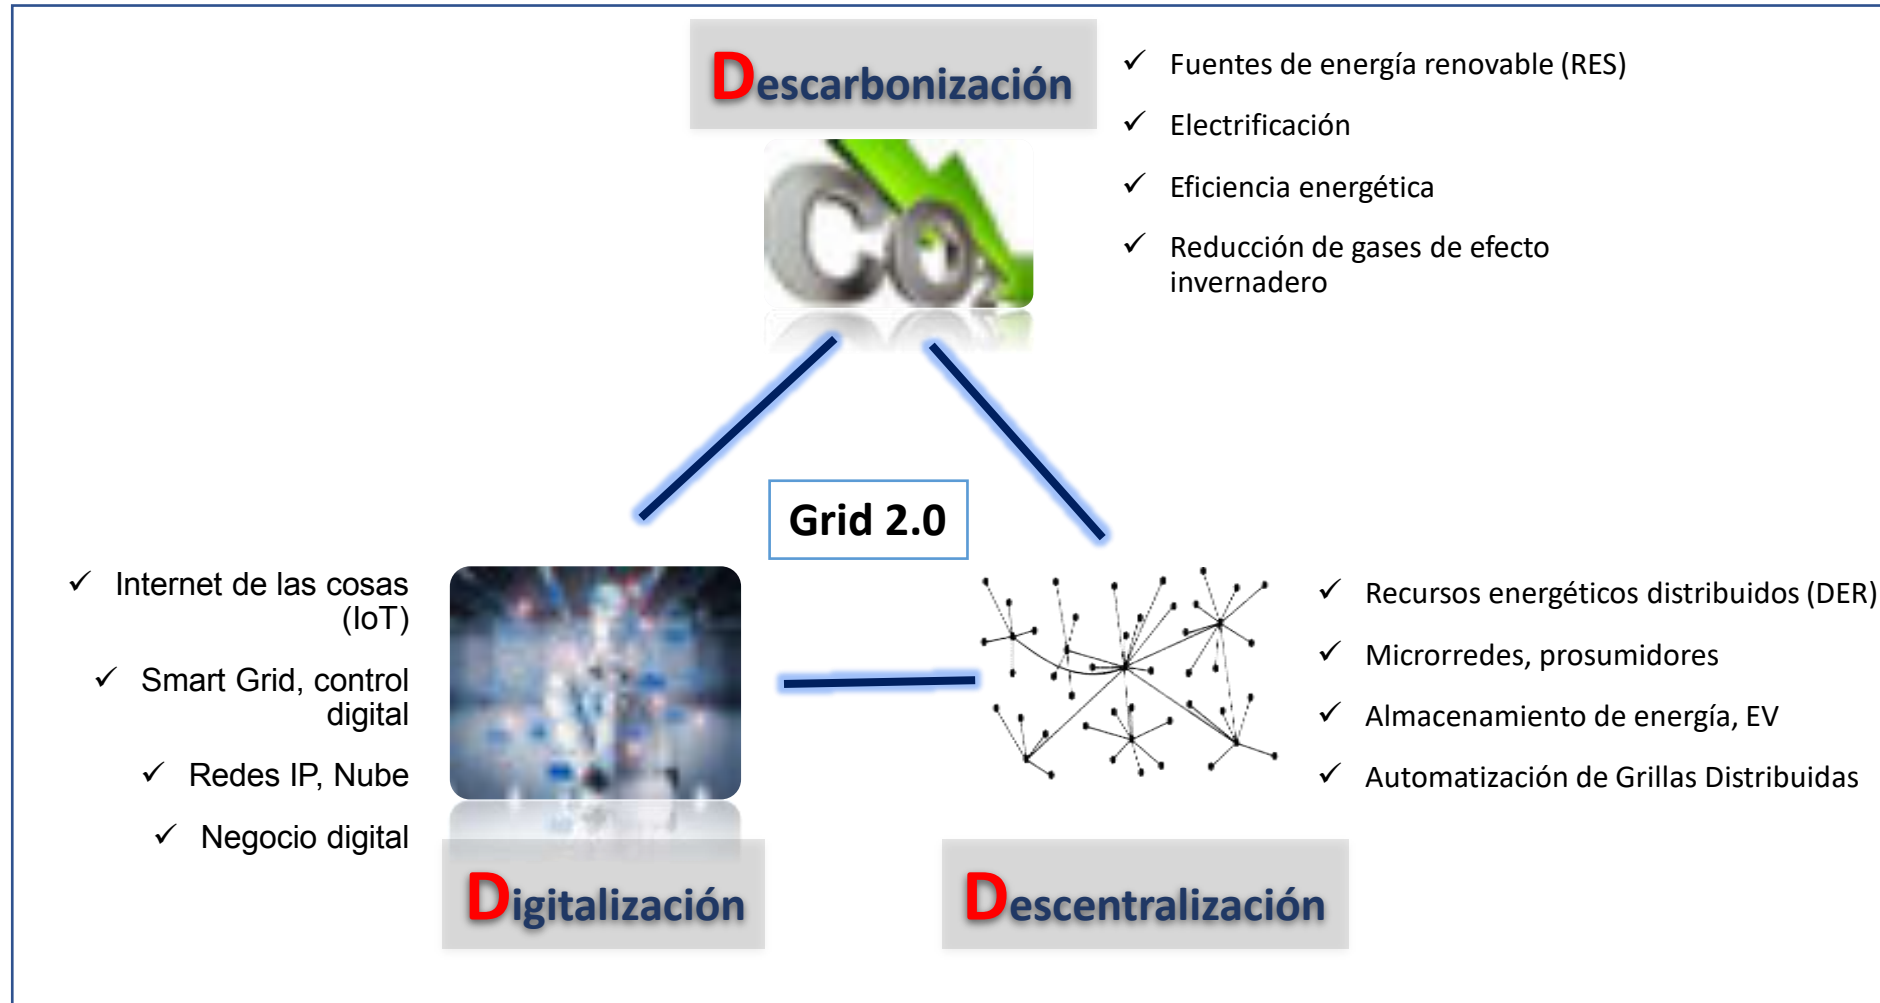 Descarbonización
✓ Fuentes de energía renovable (RES)
✓ Electrificación
✓ Eficiencia energética
✓ Reducción de gases de efecto
invernadero
CO2
Grid 2.0
✓ Internet de las cosas
(IoT)
✓ Smart Grid, control
digital
✓ Redes IP, Nube
✓ Negocio digital
✓ Recursos energéticos distribuidos (DER)
✓ Microrredes, prosumidores
✓ Almacenamiento de energía, EV
✓ Automatización de Grillas Distribuidas
Digitalización
Descentralización